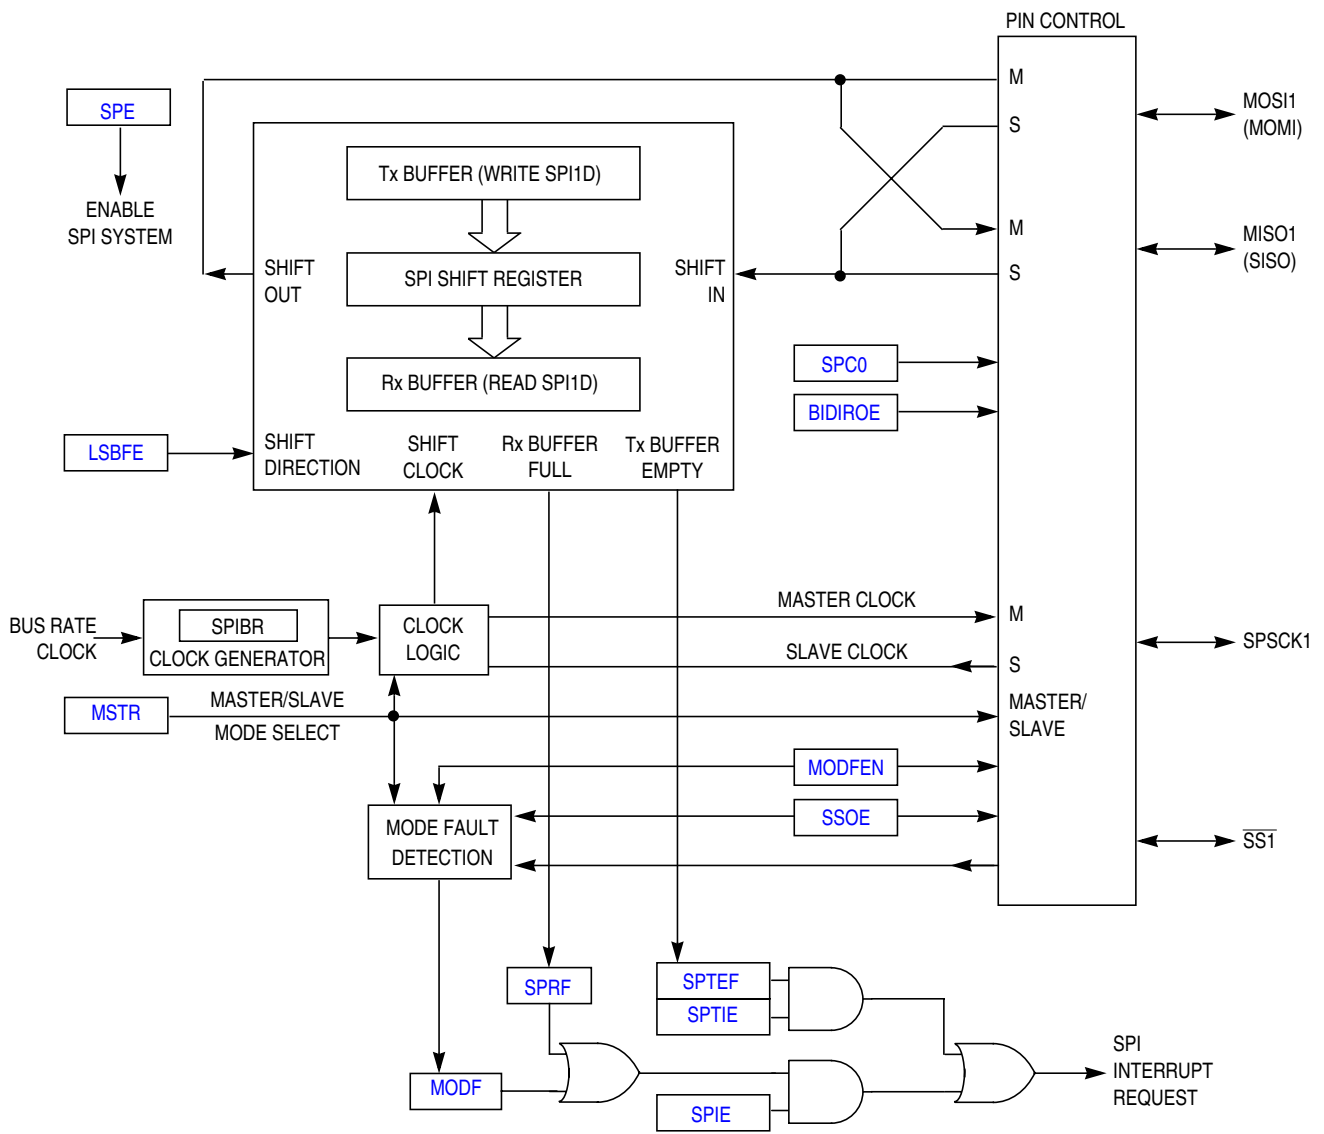 PIN CONTROL
M
MOSI1
(MOMI)
S
SPE
ENABLE
SPI SYSTEM
Tx BUFFER (WRITE SPI1D)
M
MISO1
(SISO)
SHIFT
OUT
SPI SHIFT REGISTER
SHIFT
IN
S
Rx BUFFER (READ SPI1D)
SPC0
BIDIROE
LSBFE
SHIFT
DIRECTION
SHIFT
CLOCK
Rx BUFFER
FULL
Tx BUFFER
EMPTY
BUS RATE
CLOCK
SPIBR
CLOCK GENERATOR
CLOCK
LOGIC
MASTER CLOCK
M
SLAVE CLOCK
S
SPSCK1
MSTR
MASTER/SLAVE
MODE SELECT
MASTER/
SLAVE
MODFEN
SSOE
MODE FAULT
DETECTION
SS1
SPRF
SPTEF
SPTIE
MODF
SPIE
SPI
INTERRUPT
REQUEST